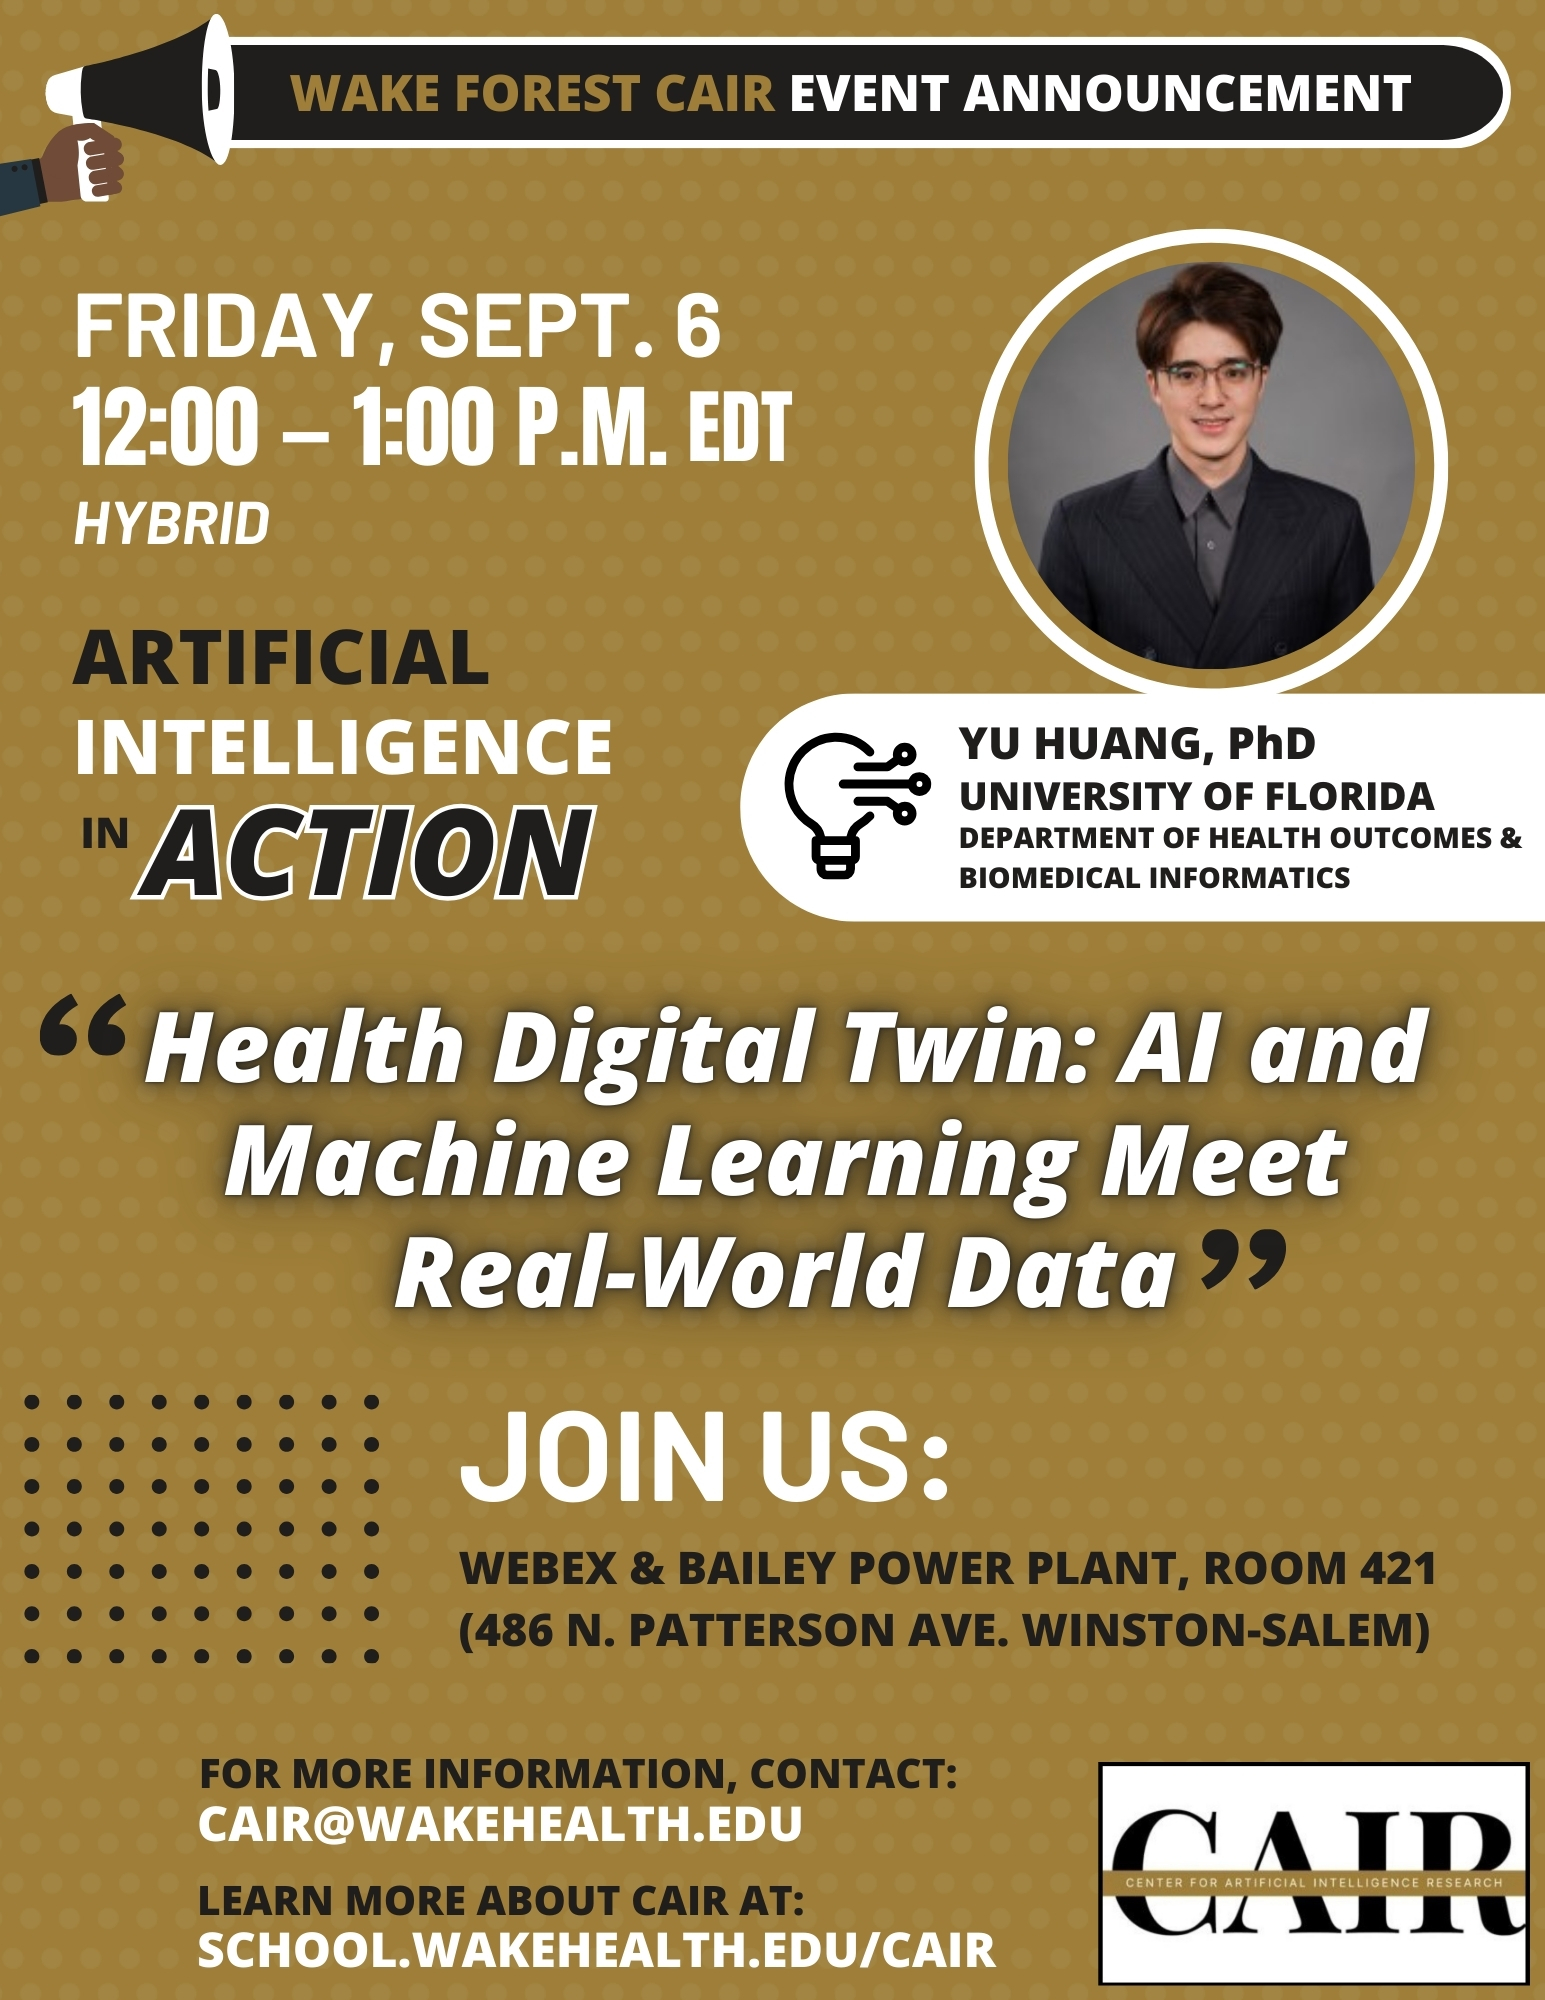 WAKE FOREST CAIR EVENT ANNOUNCEMENT
FRIDAY, SEPT. 6
12:00 – 1:00 P.M. EDT
HYBRID
ARTIFICIAL
INTELLIGENCE
IN ACTION
YU HUANG, PhD
UNIVERSITY OF FLORIDA
DEPARTMENT OF HEALTH OUTCOMES &
BIOMEDICAL INFORMATICS
“Health Digital Twin: AI and
Machine Learning Meet
Real-World Data”
JOIN US:
WEBEX & BAILEY POWER PLANT, ROOM 421
(486 N. PATTERSON AVE. WINSTON-SALEM)
FOR MORE INFORMATION, CONTACT:
CAIR@WAKEHEALTH.EDU
LEARN MORE ABOUT CAIR AT:
SCHOOL.WAKEHEALTH.EDU/CAIR
CAIR
CENTER FOR ARTIFICIAL INTELLIGENCE RESEARCH